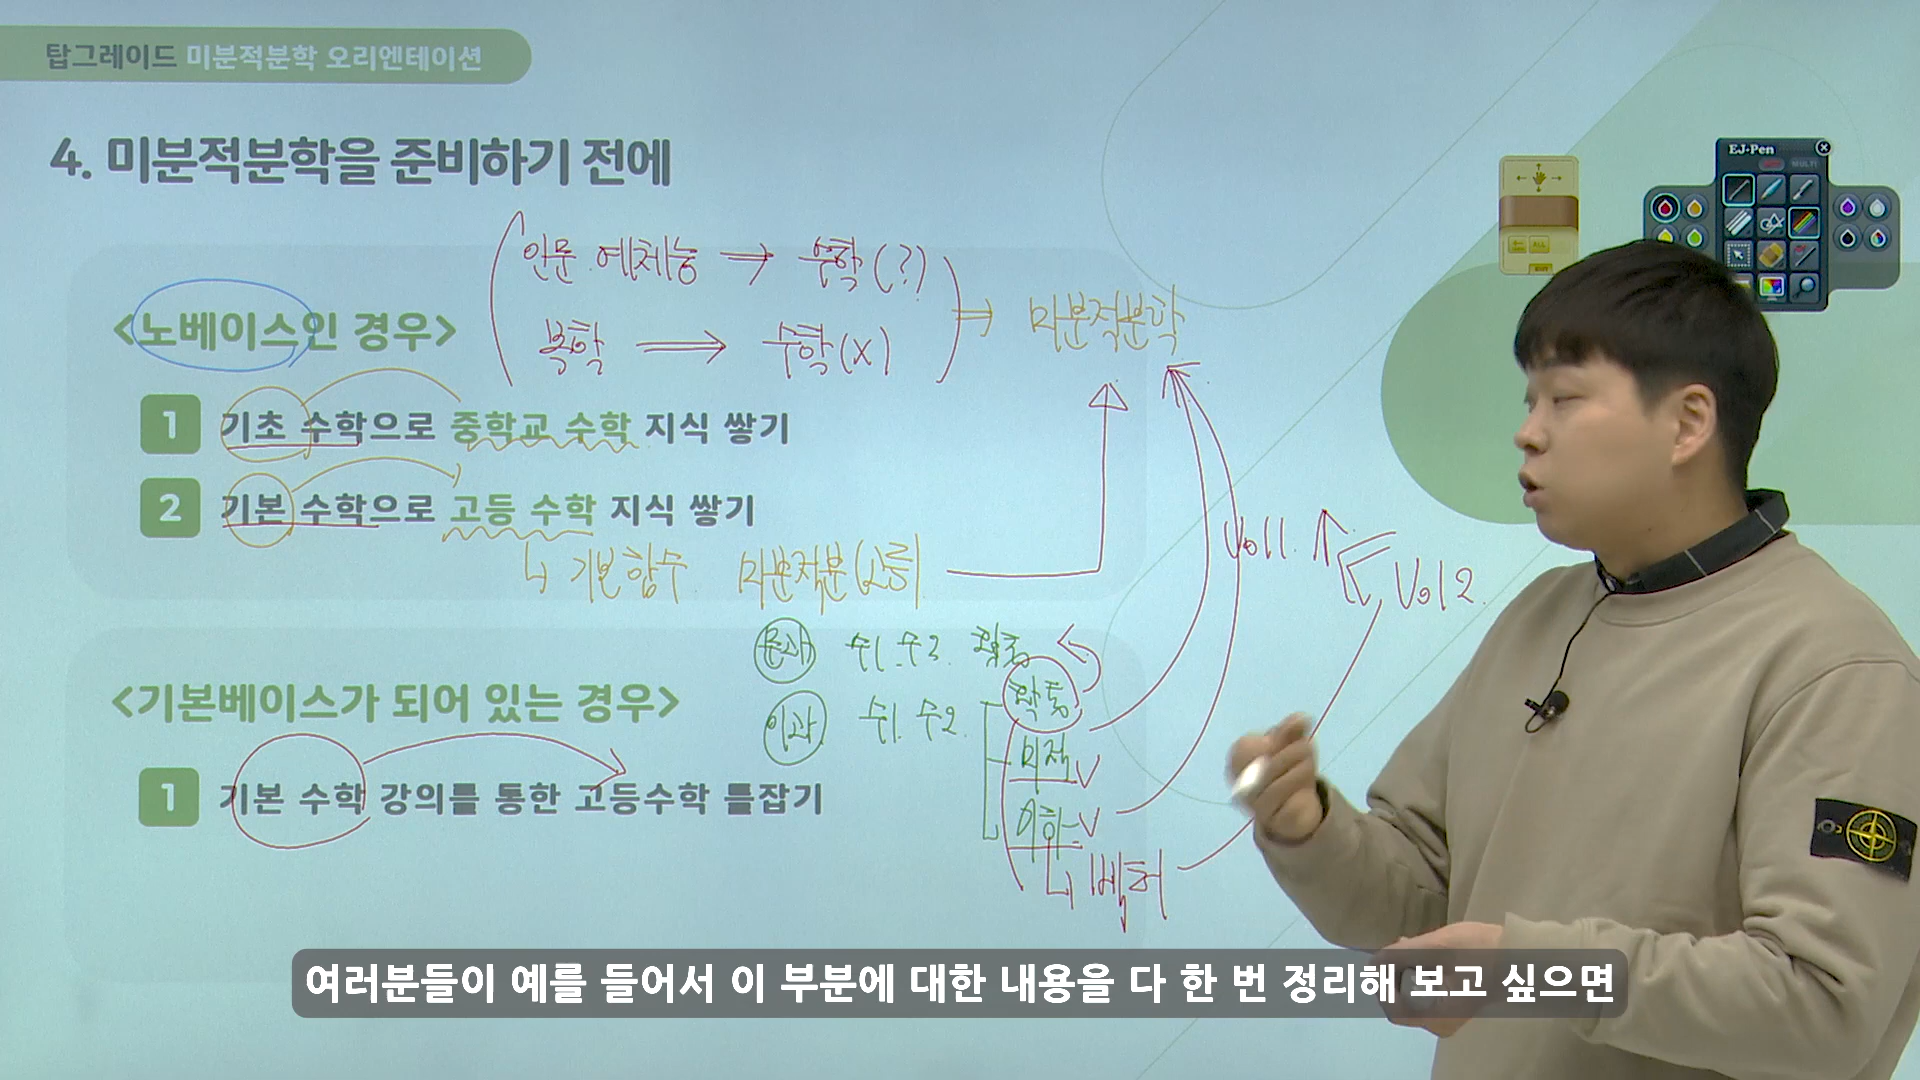 탑그레이드 미분적분학 오리엔테이션
EJ-Pen
MULTI
4. 미분적분학을 준비하기 전에
인문.예체능 ⇒ 수학(?)
복학 ⟹ 수학(X)
⇒ 미분적분학
<노베이스인 경우>
1 기초 수학으로 중학교 수학 지식 쌓기
2 기본 수학으로 고등 수학 지식 쌓기
↳ 기본함수 미분적분(고등)
Vol1.
Vol2.
문과 수1.수2. 확통
이과 수1.수2.
확통
미적 V
기하 V
↳ 벡터
<기본베이스가 되어 있는 경우>
1 기본 수학 강의를 통한 고등수학 틀잡기
여러분들이 예를 들어서 이 부분에 대한 내용을 다 한 번 정리해 보고 싶으면